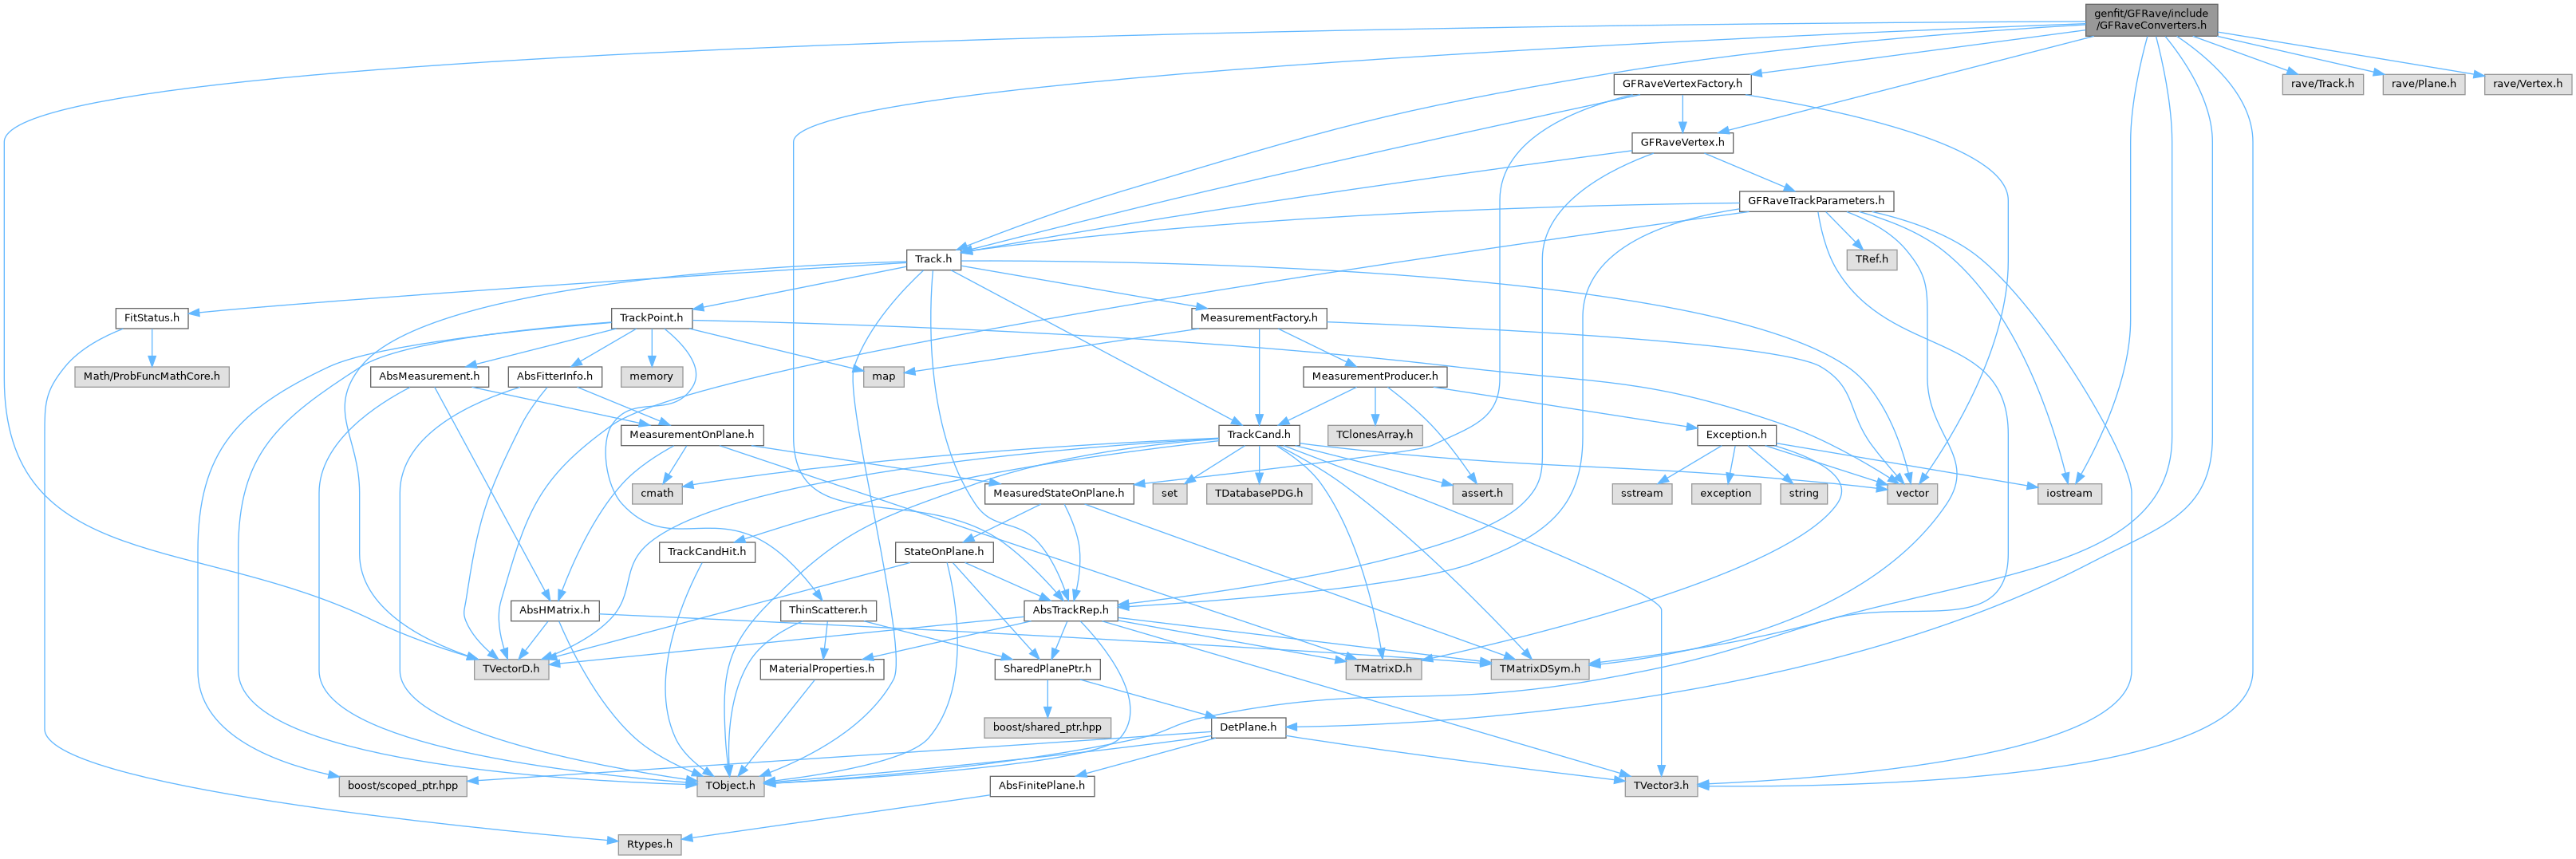 genfit/GFRave/include
/GFRaveConverters.h
GFRaveVertexFactory.h
rave/Track.h
rave/Plane.h
rave/Vertex.h
GFRaveVertex.h
GFRaveTrackParameters.h
Track.h
TRef.h
FitStatus.h
TrackPoint.h
MeasurementFactory.h
Math/ProbFuncMathCore.h
AbsMeasurement.h
AbsFitterInfo.h
memory
map
MeasurementProducer.h
MeasurementOnPlane.h
TrackCand.h
TClonesArray.h
Exception.h
cmath
MeasuredStateOnPlane.h
set
TDatabasePDG.h
assert.h
sstream
exception
string
vector
iostream
TrackCandHit.h
StateOnPlane.h
AbsHMatrix.h
ThinScatterer.h
AbsTrackRep.h
TVectorD.h
MaterialProperties.h
SharedPlanePtr.h
TMatrixD.h
TMatrixDSym.h
boost/shared_ptr.hpp
DetPlane.h
boost/scoped_ptr.hpp
TObject.h
AbsFinitePlane.h
TVector3.h
Rtypes.h